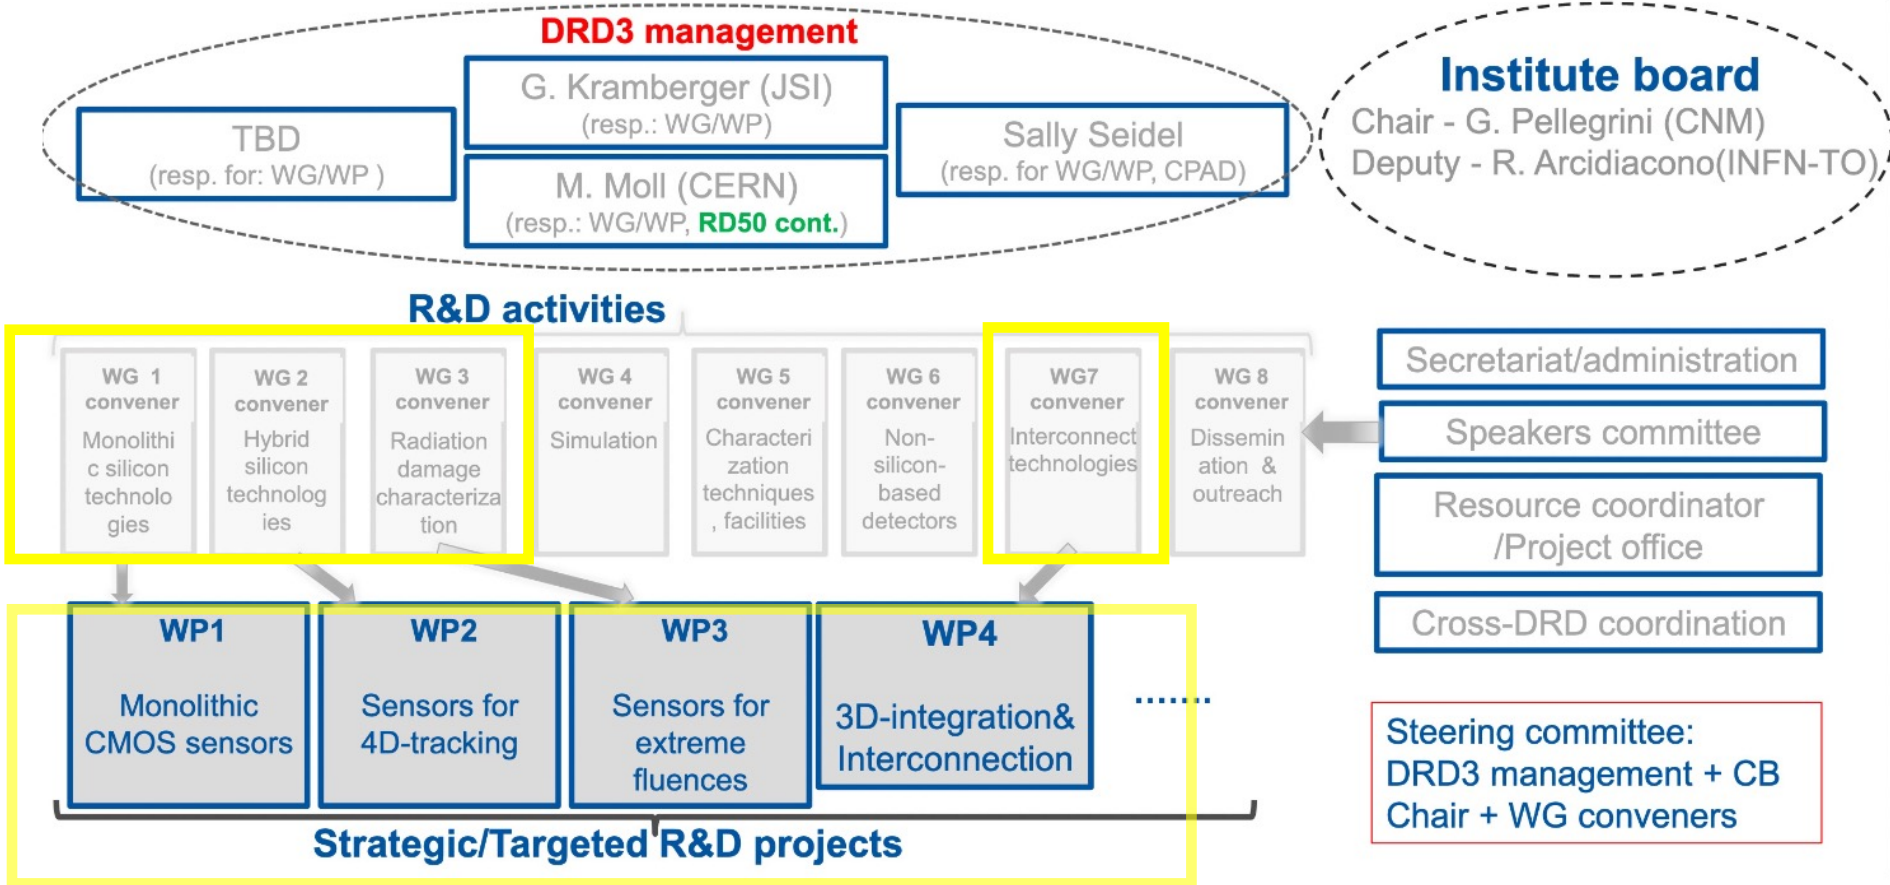 DRD3 management
G. Kramberger (JSI)
(resp.: WG/WP)
TBD
(resp. for: WG/WP )
M. Moll (CERN)
(resp.: WG/WP, RD50 cont.)
Sally Seidel
(resp. for WG/WP, CPAD)
Institute board
Chair - G. Pellegrini (CNM)
Deputy - R. Arcidiacono(INFN-TO)
R&D activities
WG 1
convener
Monolithi
c silicon
technolo
gies
WG 2
convener
Hybrid
silicon
technolog
ies
WG 3
convener
Radiation
damage
characteriza
tion
WG 4
convener
Simulation
WG 5
convener
Characteri
zation
techniques
, facilities
WG 6
convener
Non-
silicon-
based
detectors
WG7
convener
Interconnect
technologies
WG 8
convener
Dissemin
ation &
outreach
Secretariat/administration
Speakers committee
Resource coordinator
/Project office
Cross-DRD coordination
WP1
Monolithic
CMOS sensors
WP2
Sensors for
4D-tracking
WP3
Sensors for
extreme
fluences
WP4
3D-integration&
Interconnection
........
Strategic/Targeted R&D projects
Steering committee:
DRD3 management + CB
Chair + WG conveners